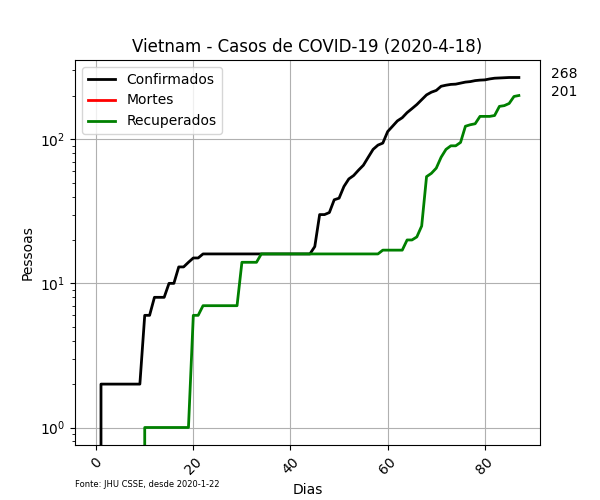 Vietnam - Casos de COVID-19 (2020-4-18)
Confirmados
Mortes
Recuperados
268
201
10²
10¹
10⁰
Pessoas
0
20
40
60
80
Dias
Fonte: JHU CSSE, desde 2020-1-22